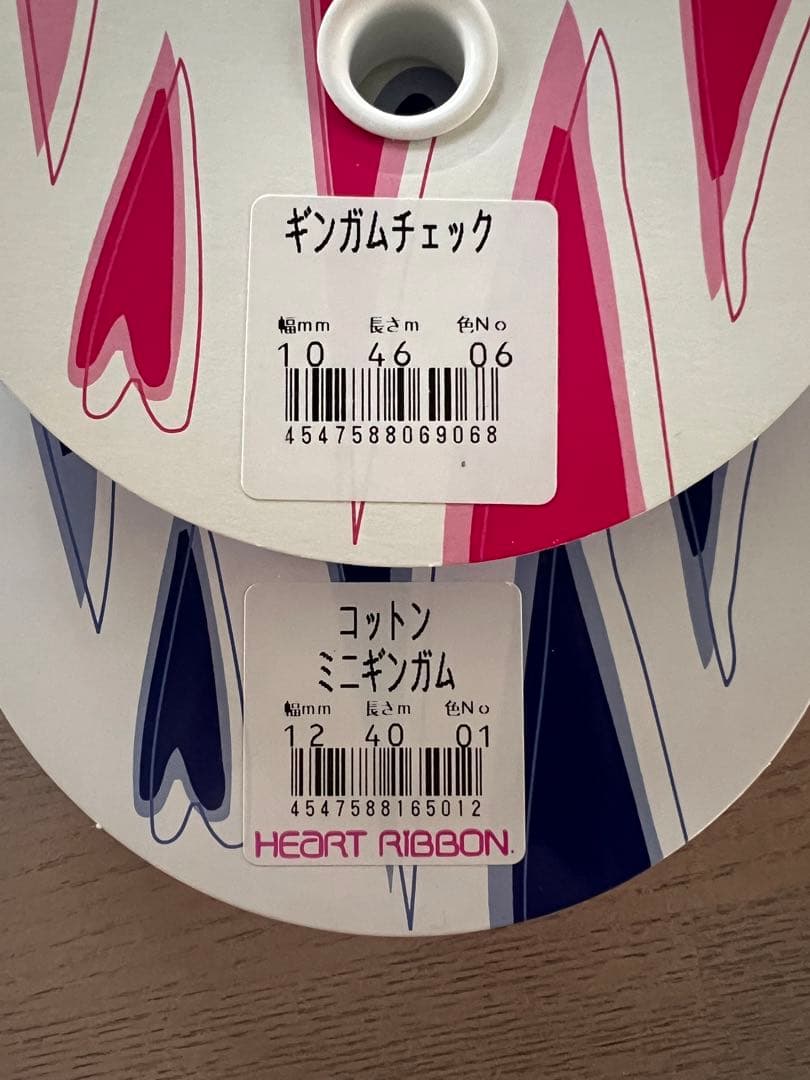 ギンガムチェック
幅mm 長さm 色No
10 46 06
4547588069068
コットン
ミニギンガム
幅mm 長さm 色No
12 40 01
4547588165012
HEART RIBBON.